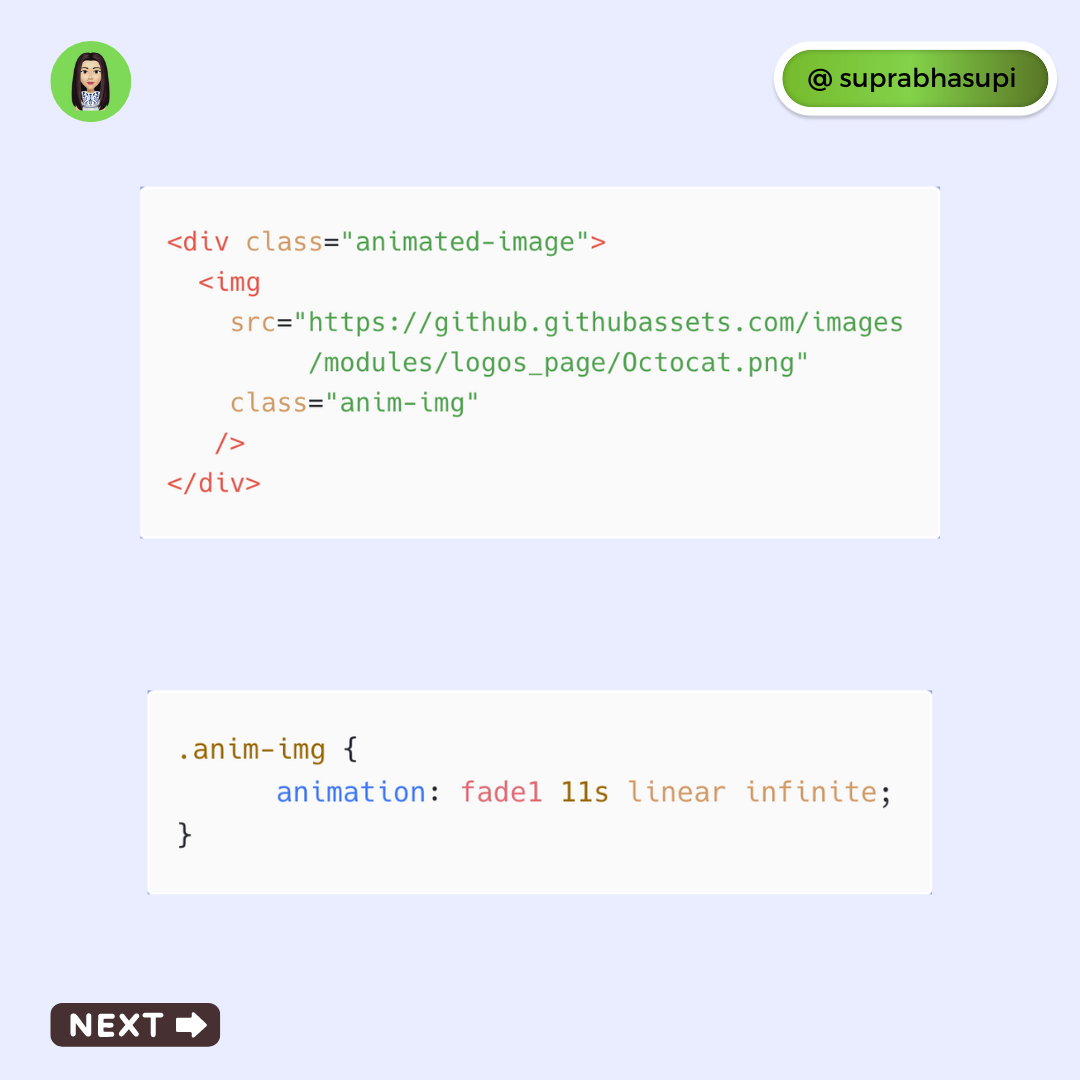 @ suprabhasupi
<div class="animated-image">
  <img
    src="https://github.githubassets.com/images
         /modules/logos_page/Octocat.png"
    class="anim-img"
   />
</div>
.anim-img {
      animation: fade1 11s linear infinite;
}
NEXT